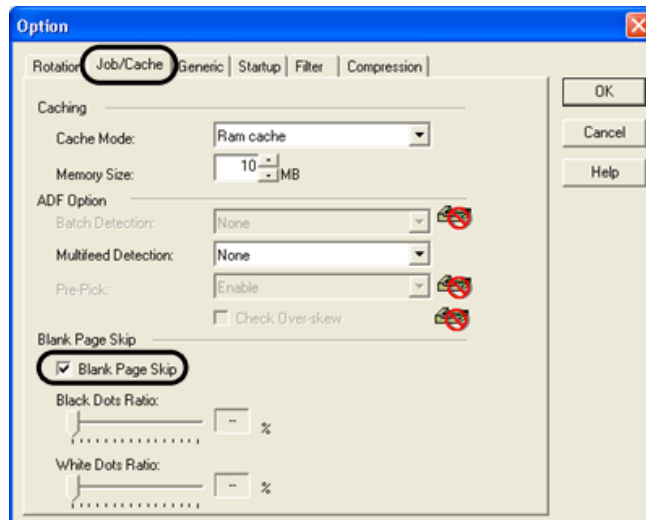 Option
Rotation Job/Cache Generic Startup Filter Compression
OK
Cancel
Help
Caching
Cache Mode: Ram cache
Memory Size: 10 MB
ADF Option
Batch Detection: None
Multifeed Detection: None
Pre-Pick: Enable
Check Over-skew
Blank Page Skip
Blank Page Skip
Black Dots Ratio:
-- %
White Dots Ratio:
-- %